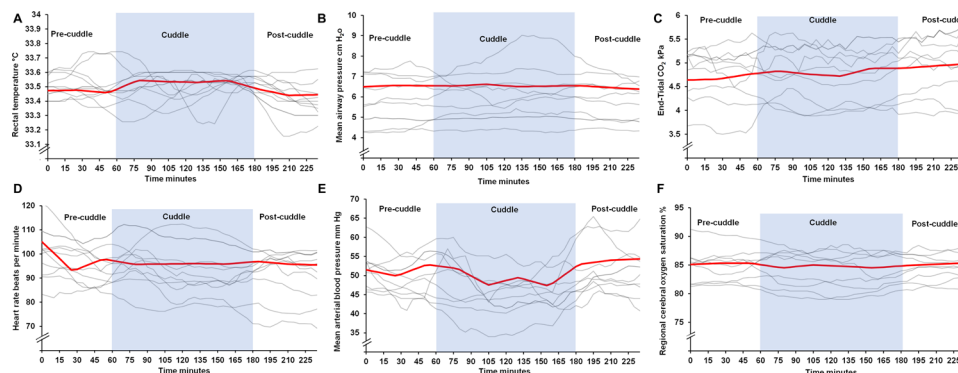 A
Rectal temperature °C
34
33.9
33.8
33.7
33.6
33.5
33.4
33.3
33.2
33.1
Pre-cuddle
Cuddle
Post-cuddle
0 15 30 45 60 75 90 105 120 135 150 165 180 195 210 225
Time minutes
B
Mean airway pressure cm H₂o
10
9
8
7
6
5
4
2
0
Pre-cuddle
Cuddle
Post-cuddle
0 15 30 45 60 75 90 105 120 135 150 165 180 195 210 225
Time minutes
C
End-Tidal CO₂ kPa
6
5.5
5
4.5
4
3.5
0
Pre-cuddle
Cuddle
Post-cuddle
0 15 30 45 60 75 90 105 120 135 150 165 180 195 210 225
Time minutes
D
Heart rate beats per minute
120
110
100
90
80
70
0
Pre-cuddle
Cuddle
Post-cuddle
0 15 30 45 60 75 90 105 120 135 150 165 180 195 210 225
Time minutes
E
Mean arterial blood pressure mm Hg
70
65
60
55
50
45
40
35
0
Pre-cuddle
Cuddle
Post-cuddle
0 15 30 45 60 75 90 105 120 135 150 165 180 195 210 225
Time minutes
F
Regional cerebral oxygen saturation %
95
90
85
80
75
0
Pre-cuddle
Cuddle
Post-cuddle
0 15 30 45 60 75 90 105 120 135 150 165 180 195 210 225
Time minutes